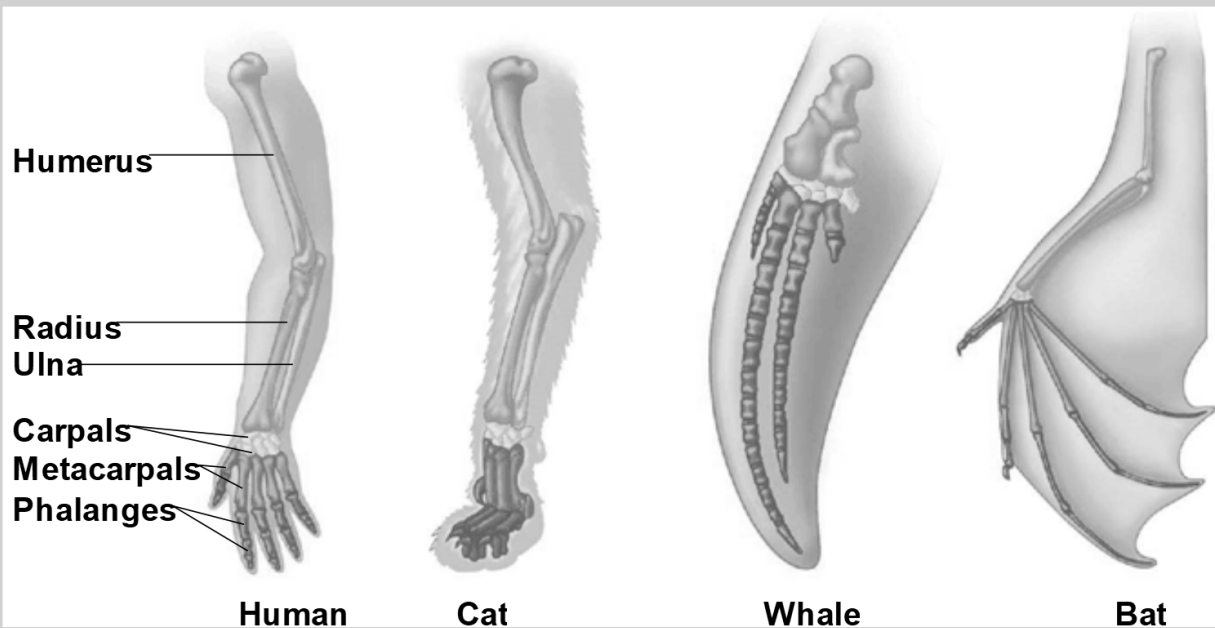 Humerus
Radius
Ulna
Carpals
Metacarpals
Phalanges
Human Cat Whale Bat